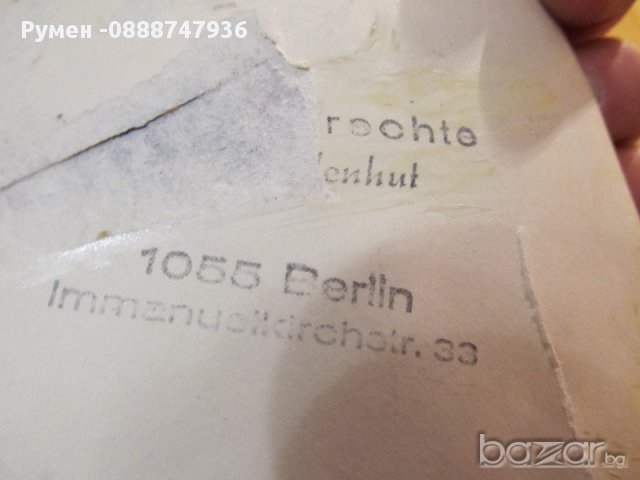 Румен -0888747936
rechte
lenhut
1055 Berlin
Immanuelkirchstr. 33
bazar.bg